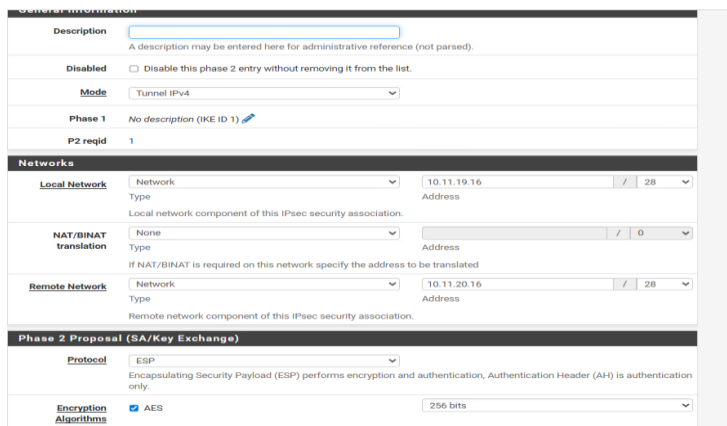 General Information
Description
A description may be entered here for administrative reference (not parsed).
Disabled Disable this phase 2 entry without removing it from the list.
Mode Tunnel IPv4
Phase 1 No description (IKE ID 1)
P2 reqid 1
Networks
Local Network Network 10.11.19.16 / 28
Type Address
Local network component of this IPsec security association.
NAT/BINAT translation None / 0
Type Address
If NAT/BINAT is required on this network specify the address to be translated
Remote Network Network 10.11.20.16 / 28
Type Address
Remote network component of this IPsec security association.
Phase 2 Proposal (SA/Key Exchange)
Protocol ESP
Encapsulating Security Payload (ESP) performs encryption and authentication, Authentication Header (AH) is authentication
only.
Encryption Algorithms AES 256 bits